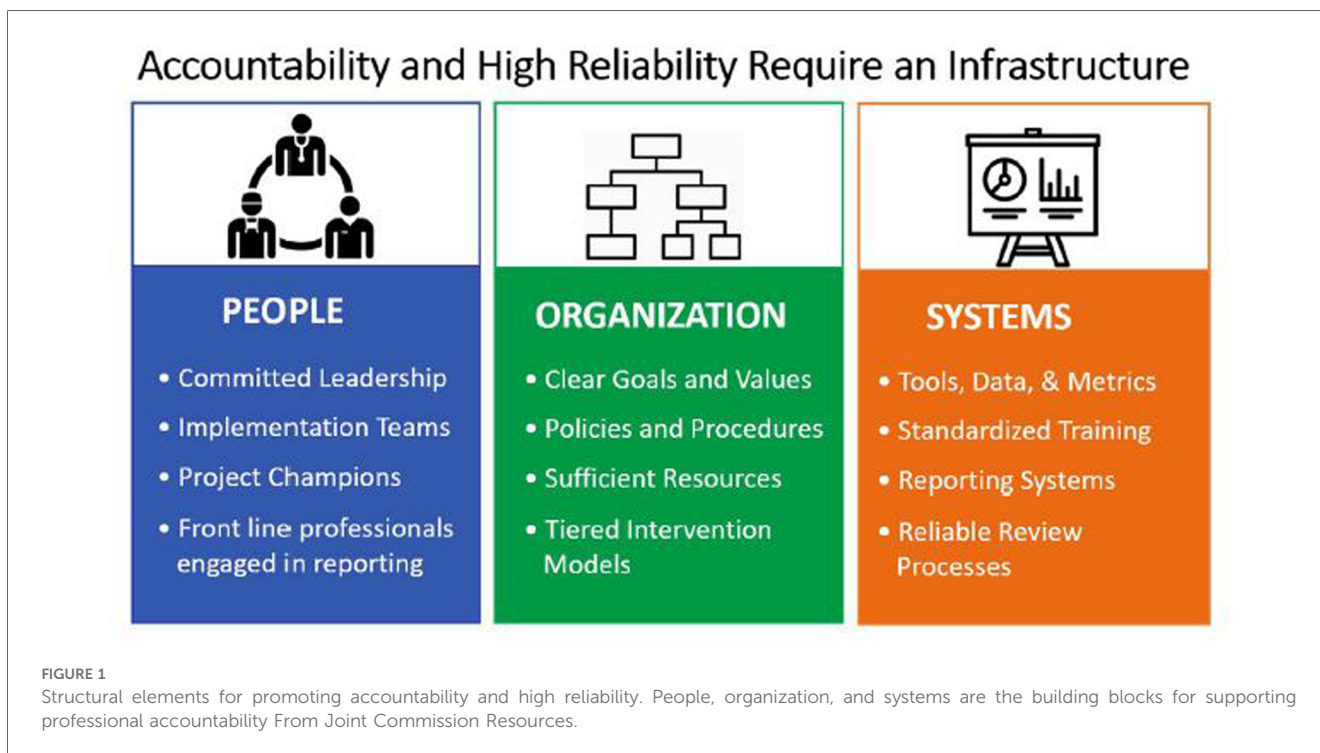 Accountability and High Reliability Require an Infrastructure
PEOPLE
• Committed Leadership
• Implementation Teams
• Project Champions
• Front line professionals
engaged in reporting
ORGANIZATION
• Clear Goals and Values
• Policies and Procedures
• Sufficient Resources
• Tiered Intervention
Models
SYSTEMS
• Tools, Data, & Metrics
• Standardized Training
• Reporting Systems
• Reliable Review
Processes
FIGURE 1
Structural elements for promoting accountability and high reliability. People, organization, and systems are the building blocks for supporting
professional accountability From Joint Commission Resources.